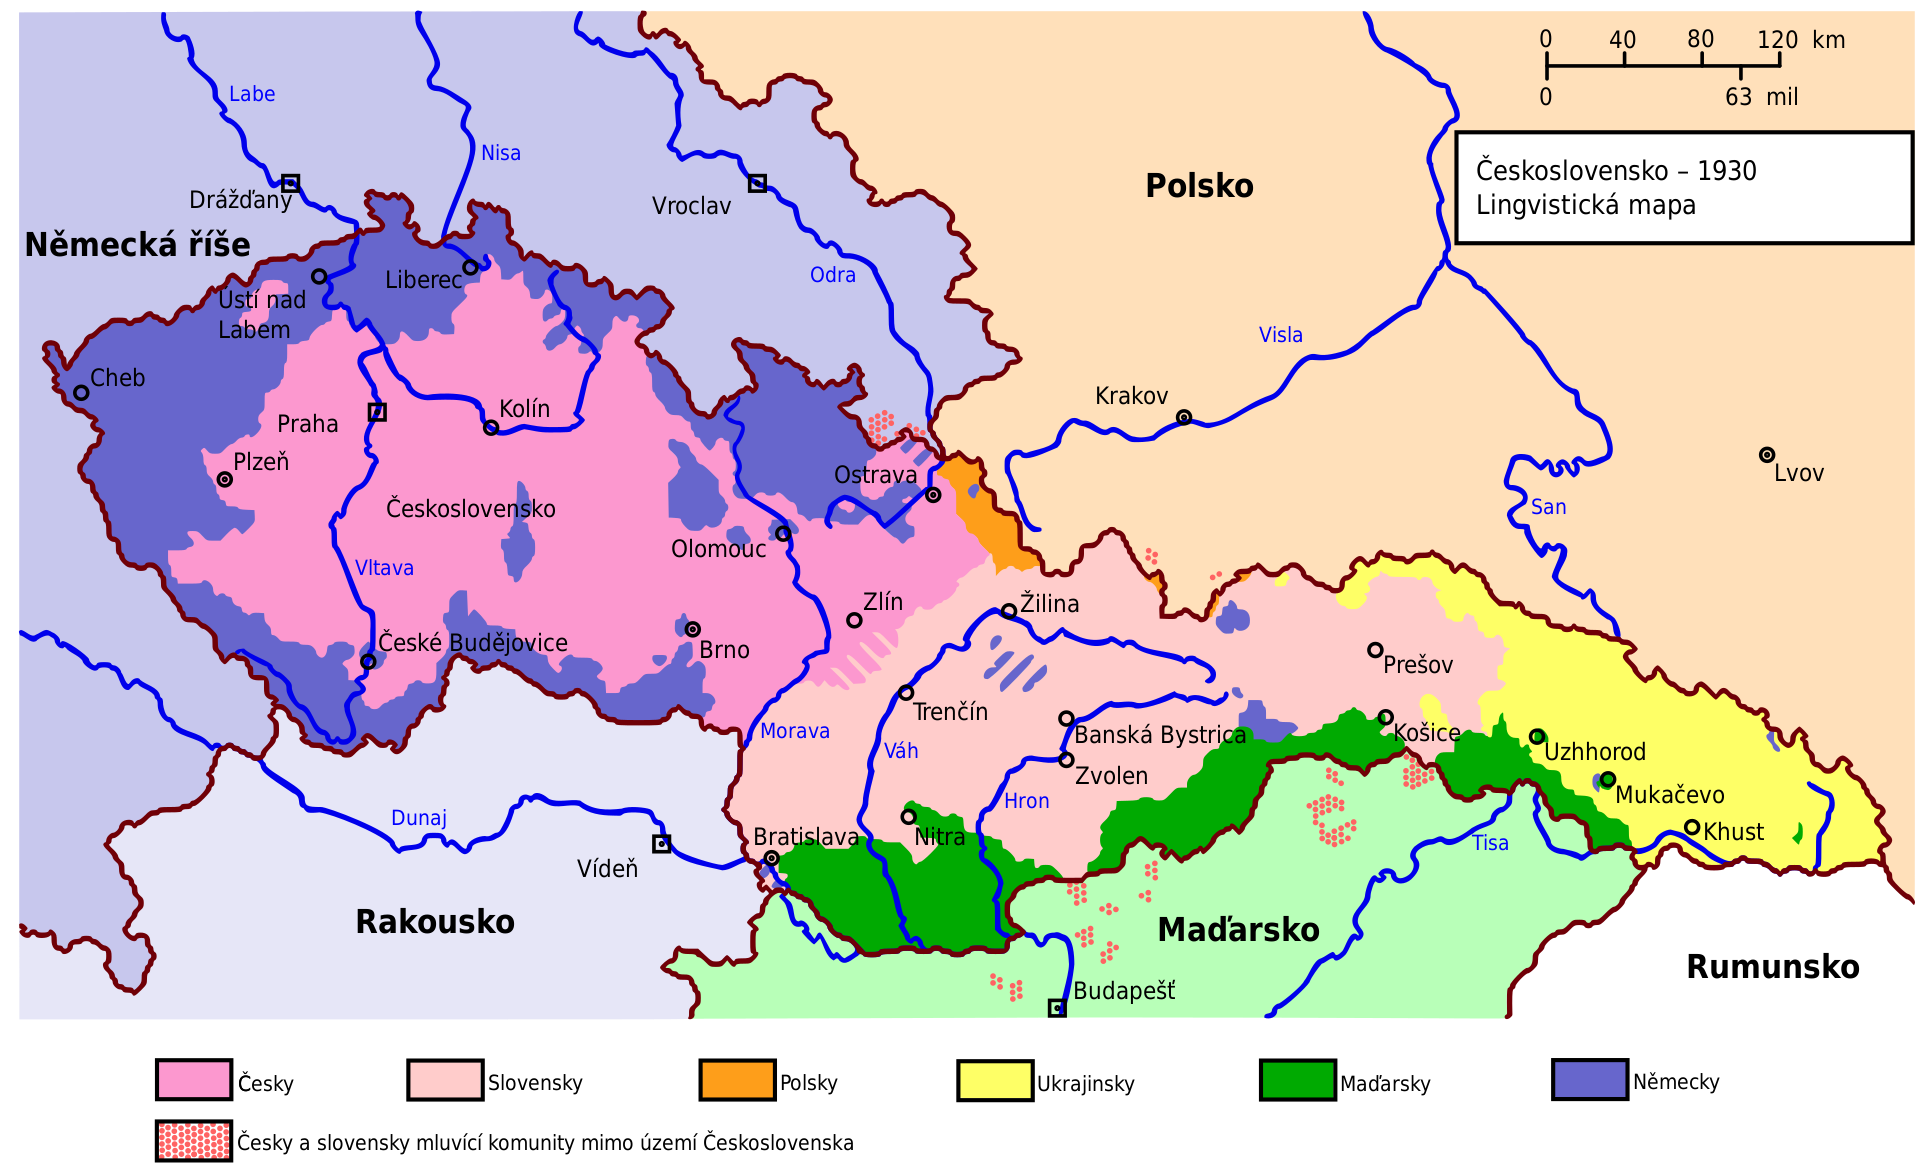 0 40 80 120 km
0 63 mil
Československo – 1930
Lingvistická mapa
Labe
Nisa
Drážďany
Vroclav
Polsko
Německá říše
Liberec
Odra
Ústí nad
Labem
Visla
Cheb
Krakov
Kolín
Praha
Plzeň
Ostrava
Lvov
Československo
San
Olomouc
Vltava
Zlín
Žilina
České Budějovice
Brno
Prešov
Trenčín
Morava
Banská Bystrica
Košice
Váh
Uzhhorod
Zvolen
Mukačevo
Hron
Dunaj
Bratislava
Nitra
Khust
Tisa
Vídeň
Rakousko
Maďarsko
Rumunsko
Budapešť
Česky
Slovensky
Polsky
Ukrajinsky
Maďarsky
Německy
Česky a slovensky mluvící komunity mimo území Československa